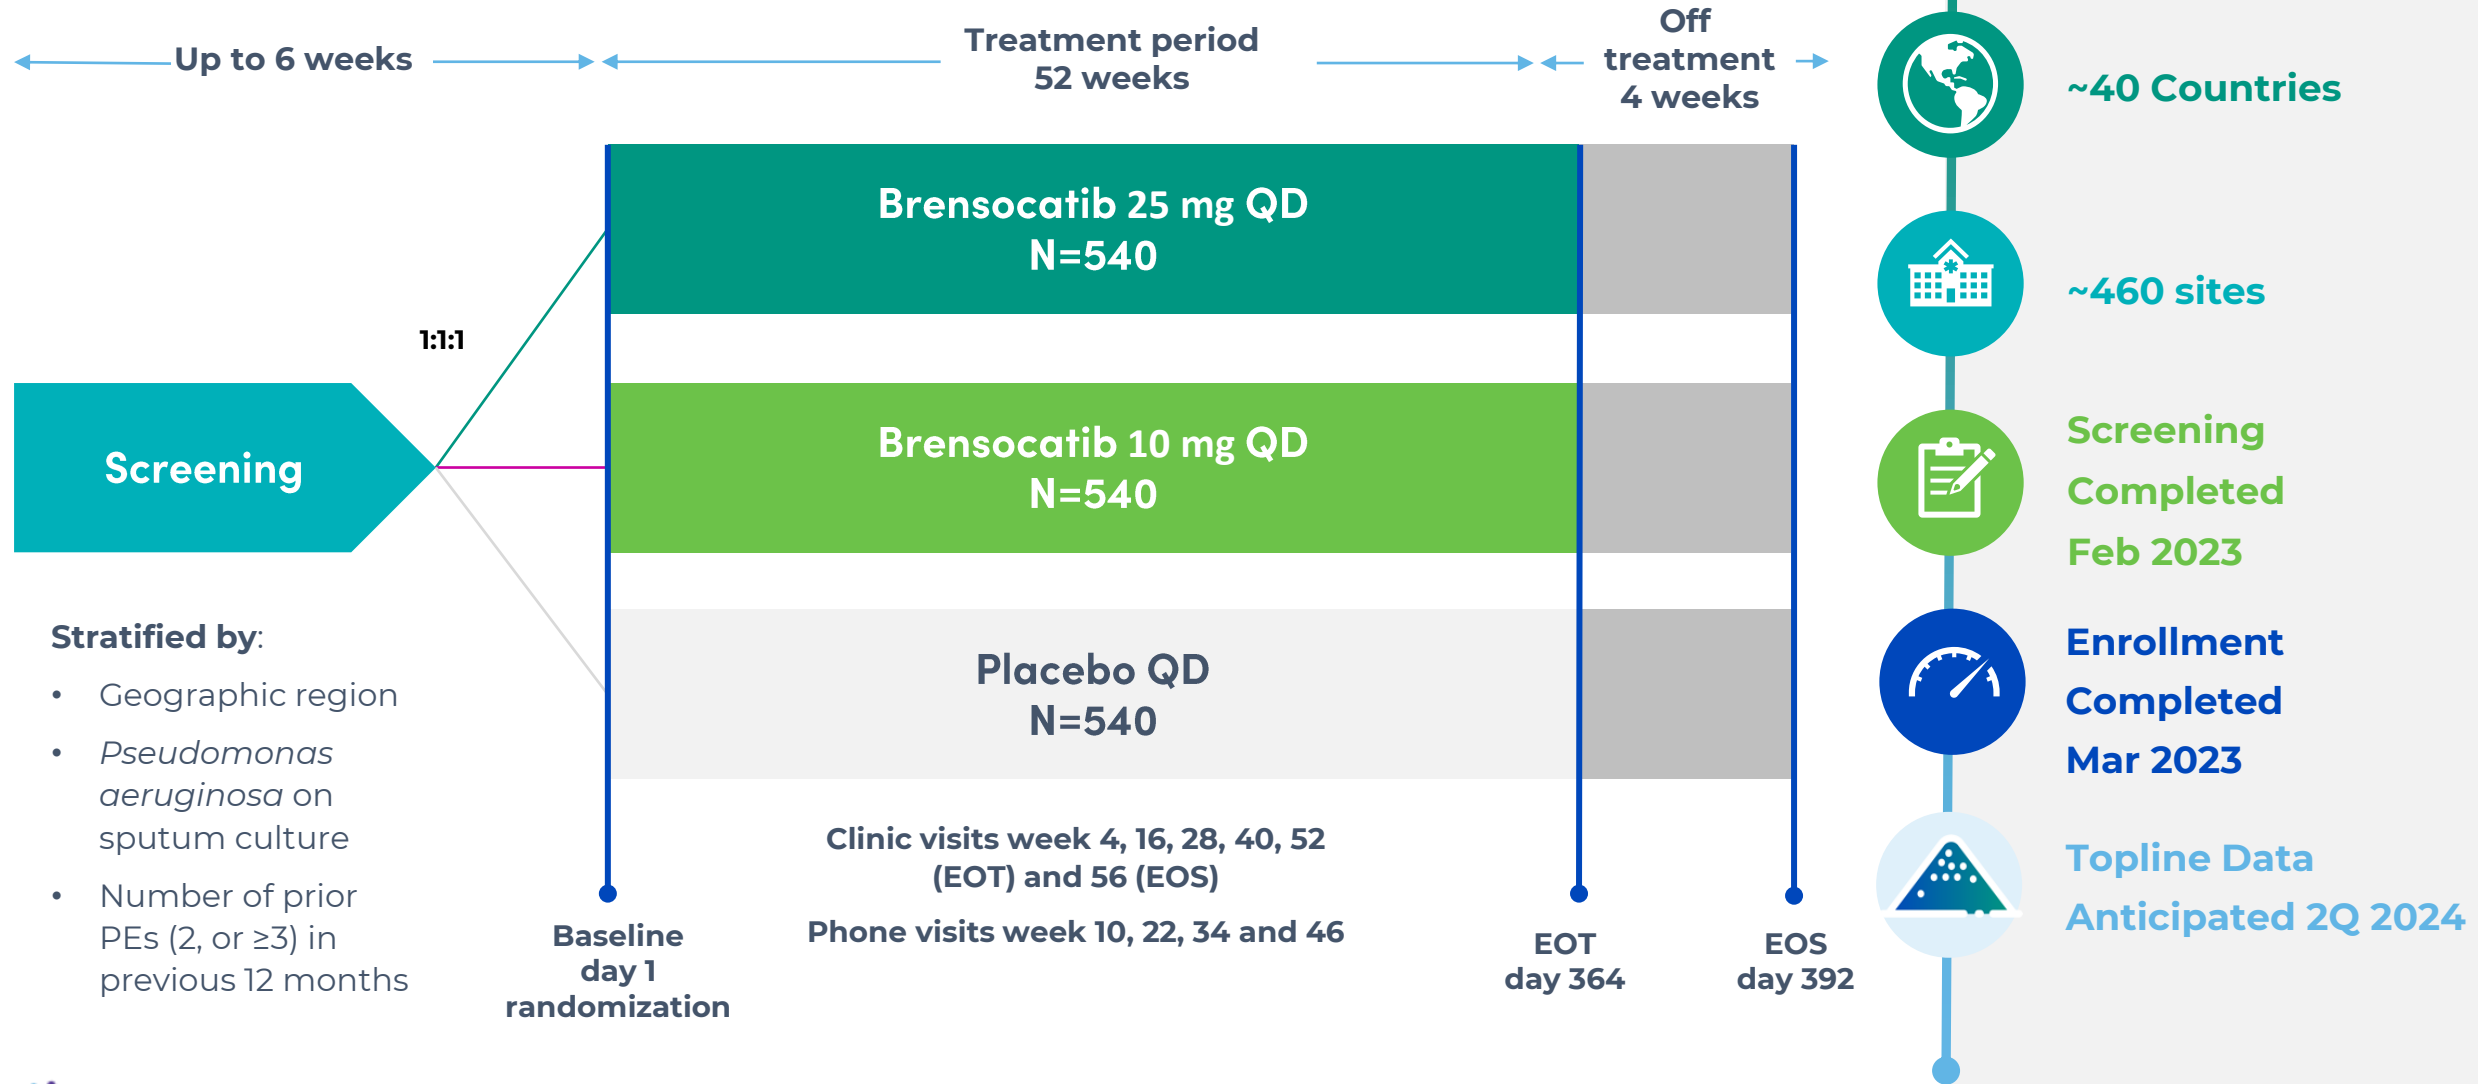 Up to 6 weeks
Treatment period
52 weeks
Off
treatment
4 weeks
1:1:1
Screening
Brensocatib 25 mg QD
N=540
Brensocatib 10 mg QD
N=540
Placebo QD
N=540
Stratified by:
• Geographic region
• Pseudomonas
aeruginosa on
sputum culture
• Number of prior
PEs (2, or ≥3) in
previous 12 months
Clinic visits week 4, 16, 28, 40, 52
(EOT) and 56 (EOS)
Phone visits week 10, 22, 34 and 46
Baseline
day 1
randomization
EOT
day 364
EOS
day 392
~40 Countries
~460 sites
Screening
Completed
Feb 2023
Enrollment
Completed
Mar 2023
Topline Data
Anticipated 2Q 2024